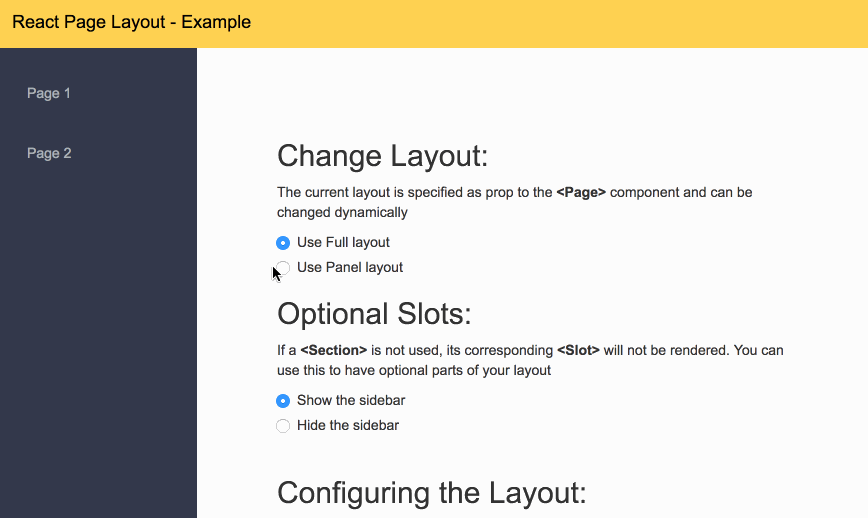 React Page Layout - Example
Page 1
Page 2
Change Layout:
The current layout is specified as prop to the <Page> component and can be
changed dynamically
Use Full layout
Use Panel layout
Optional Slots:
If a <Section> is not used, its corresponding <Slot> will not be rendered. You can
use this to have optional parts of your layout
Show the sidebar
Hide the sidebar
Configuring the Layout: